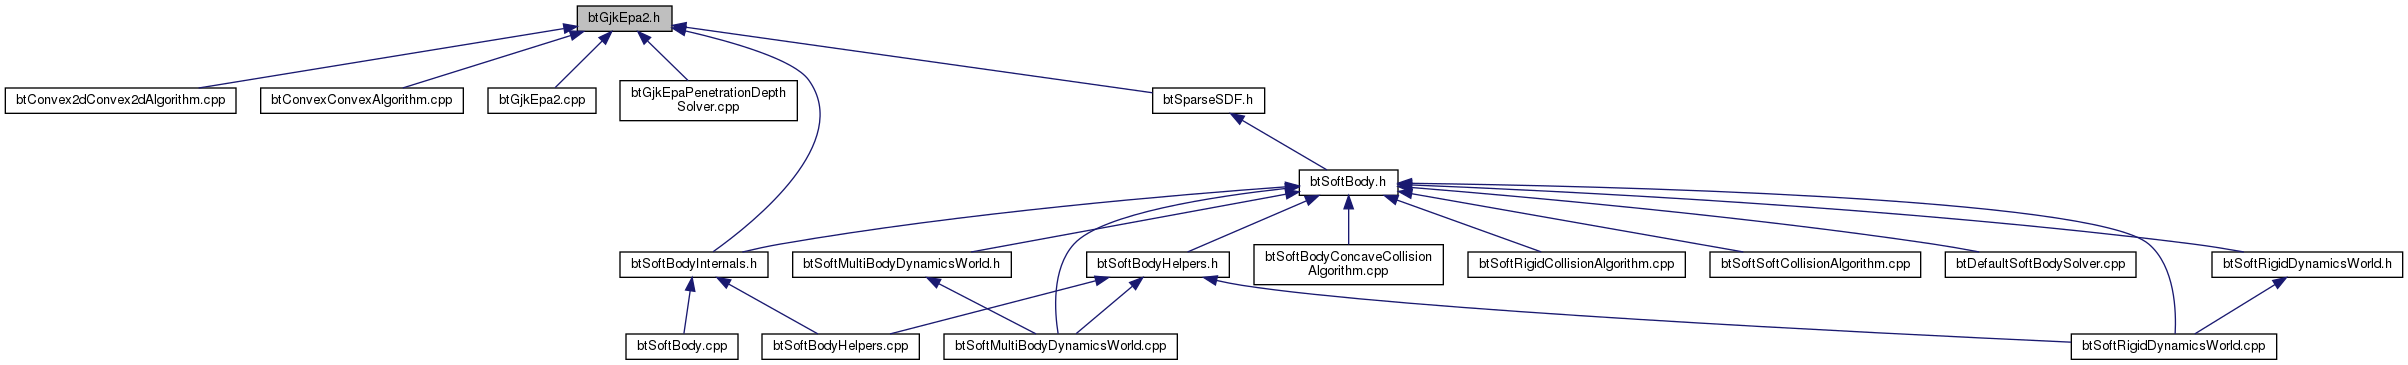 btGjkEpa2.h
btConvex2dConvex2dAlgorithm.cpp
btConvexConvexAlgorithm.cpp
btGjkEpa2.cpp
btGjkEpaPenetrationDepth
Solver.cpp
btSparseSDF.h
btSoftBody.h
btSoftBodyInternals.h
btSoftMultiBodyDynamicsWorld.h
btSoftBodyHelpers.h
btSoftBodyConcaveCollision
Algorithm.cpp
btSoftRigidCollisionAlgorithm.cpp
btSoftSoftCollisionAlgorithm.cpp
btDefaultSoftBodySolver.cpp
btSoftRigidDynamicsWorld.h
btSoftBody.cpp
btSoftBodyHelpers.cpp
btSoftMultiBodyDynamicsWorld.cpp
btSoftRigidDynamicsWorld.cpp